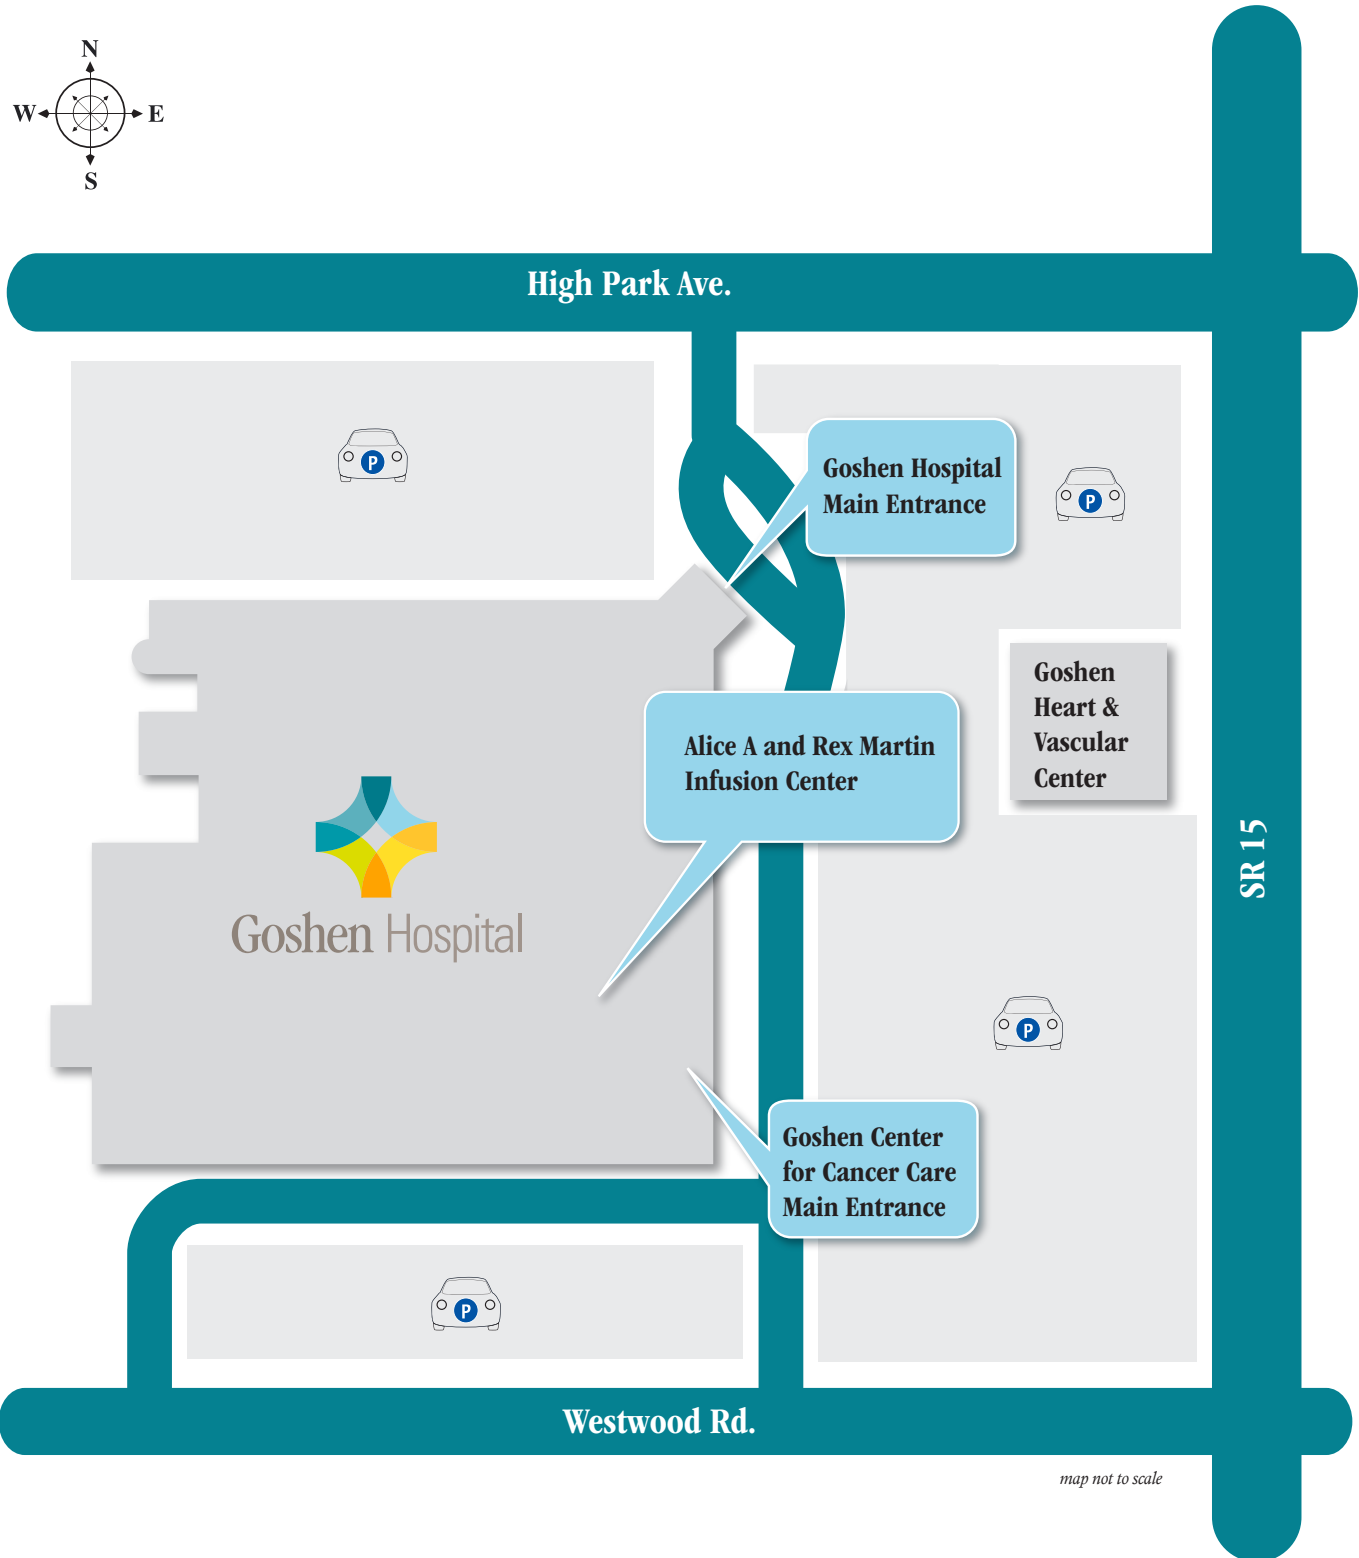 N
W E
S
High Park Ave.
P
P
Goshen Hospital
Main Entrance
Goshen
Heart &
Vascular
Center
Alice A and Rex Martin
Infusion Center
SR 15
Goshen Hospital
P
Goshen Center
for Cancer Care
Main Entrance
P
Westwood Rd.
map not to scale